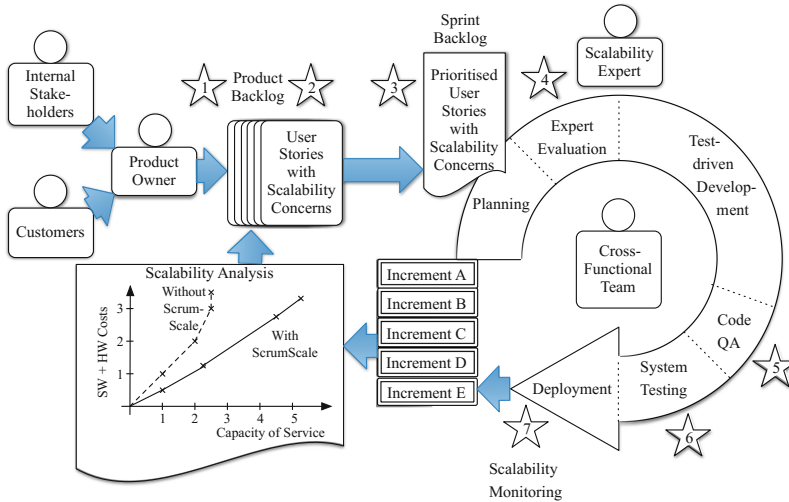 Internal
Stake-
holders
Product
Owner
Customers
1
Product
Backlog
2
User
Stories
with
Scalability
Concerns
Sprint
Backlog
3
Prioritised
User
Stories
with
Scalability
Concerns
4
Scalability
Expert
Planning
Expert
Evaluation
Test-
driven
Develop-
ment
Cross-
Functional
Team
Code
QA
5
System
Testing
6
Deployment
7
Scalability
Monitoring
Increment A
Increment B
Increment C
Increment D
Increment E
Scalability Analysis
Without
Scrum-
Scale
With
ScrumScale
SW + HW Costs
3
2
1
1 2 3 4 5
Capacity of Service